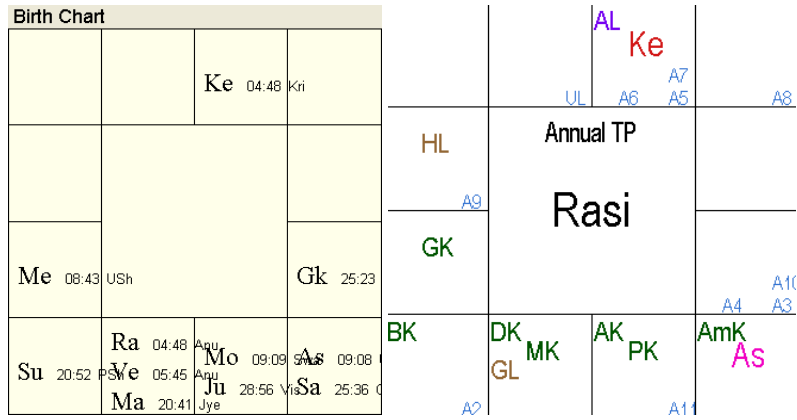 Birth Chart
Ke 04:48 Kri
Me 08:43 USh
Gk 25:23
Su 20:52
Ra 04:48 Anu
Ve 05:45 Anu
Ma 20:41 Jye
Mo 09:09
Ju 28:56 Vis
As 09:08
Sa 25:36
AL
Ke
A7
UL A6 A5
A8
HL
A9
Annual TP
Rasi
GK
A10
A4 A3
BK
A2
DK
MK
GL
AK
PK
A11
AmK
As